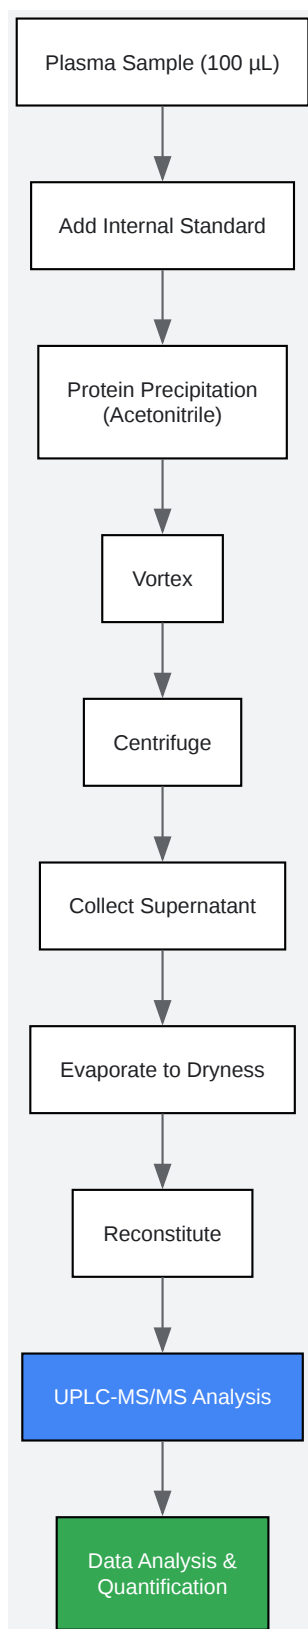 Plasma Sample (100 µL)
Add Internal Standard
Protein Precipitation
(Acetonitrile)
Vortex
Centrifuge
Collect Supernatant
Evaporate to Dryness
Reconstitute
UPLC-MS/MS Analysis
Data Analysis &
Quantification